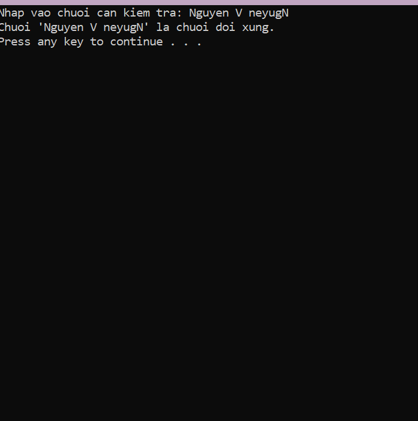 Nhap vao chuoi can kiem tra: Nguyen V neyugN
Chuoi 'Nguyen V neyugN' la chuoi doi xung.
Press any key to continue . . .